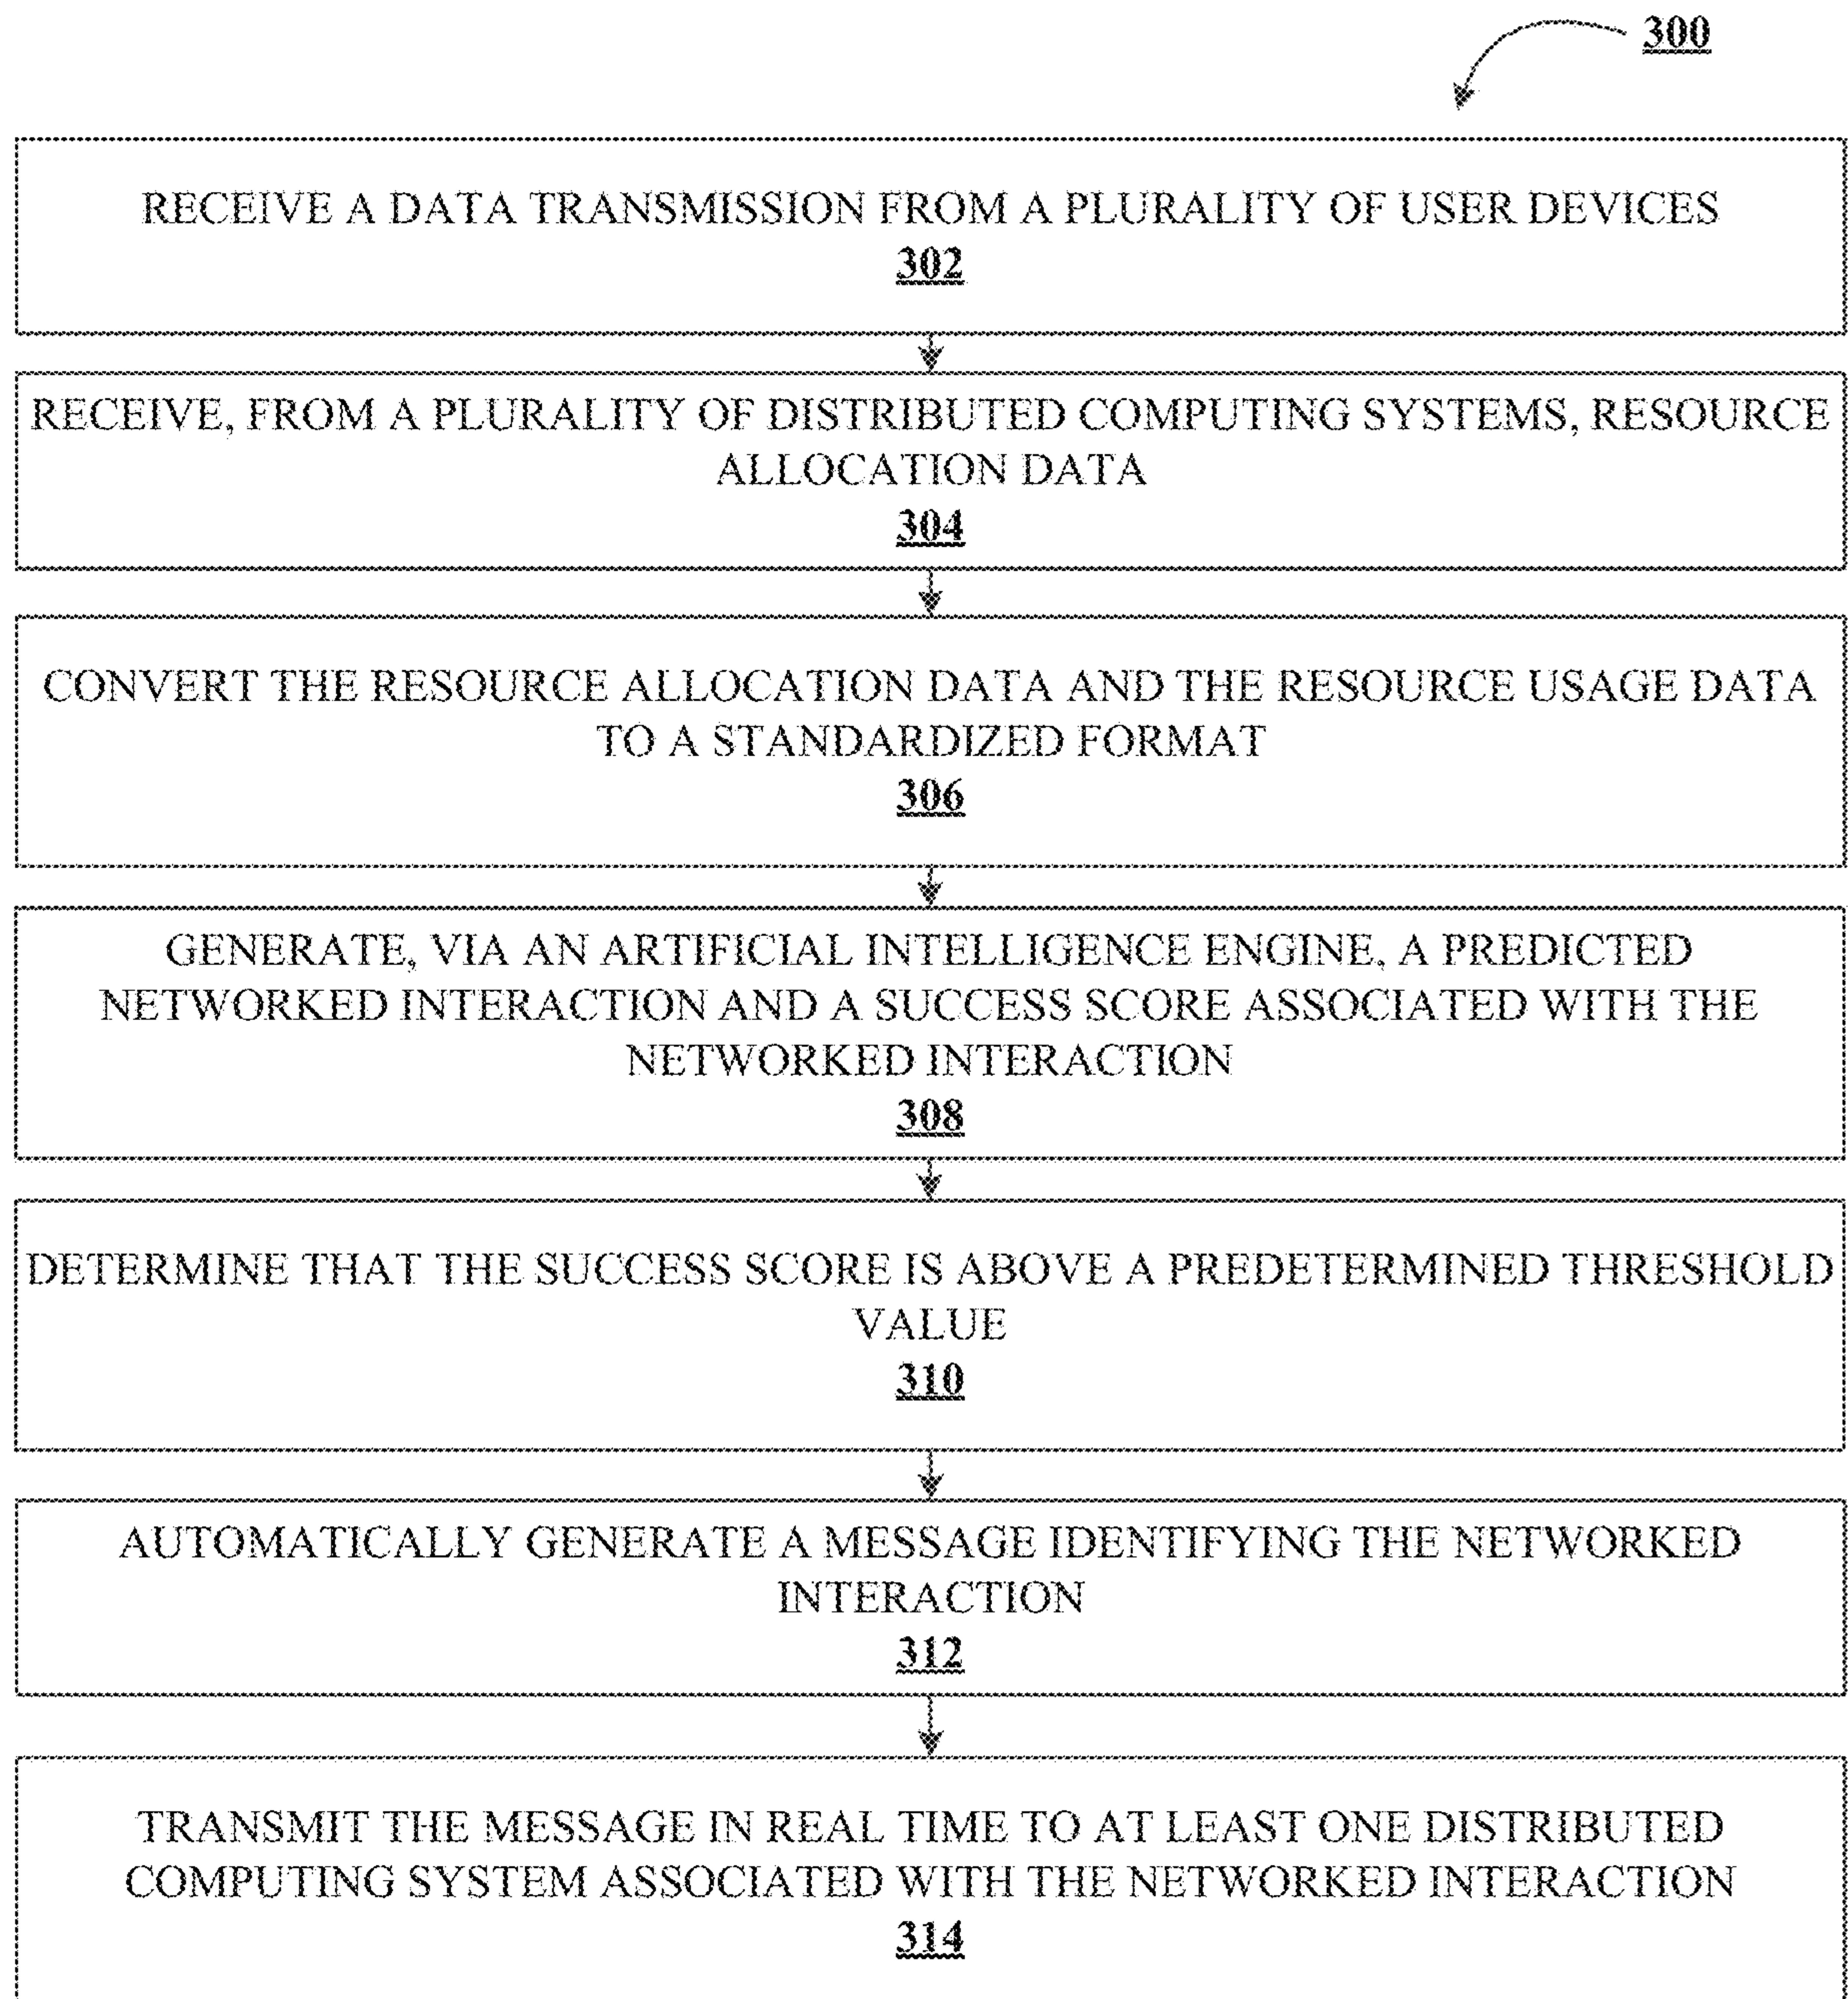 300
RECEIVE A DATA TRANSMISSION FROM A PLURALITY OF USER DEVICES
302
RECEIVE, FROM A PLURALITY OF DISTRIBUTED COMPUTING SYSTEMS, RESOURCE
ALLOCATION DATA
304
CONVERT THE RESOURCE ALLOCATION DATA AND THE RESOURCE USAGE DATA
TO A STANDARDIZED FORMAT
306
GENERATE, VIA AN ARTIFICIAL INTELLIGENCE ENGINE, A PREDICTED
NETWORKED INTERACTION AND A SUCCESS SCORE ASSOCIATED WITH THE
NETWORKED INTERACTION
308
DETERMINE THAT THE SUCCESS SCORE IS ABOVE A PREDETERMINED THRESHOLD
VALUE
310
AUTOMATICALLY GENERATE A MESSAGE IDENTIFYING THE NETWORKED
INTERACTION
312
TRANSMIT THE MESSAGE IN REAL TIME TO AT LEAST ONE DISTRIBUTED
COMPUTING SYSTEM ASSOCIATED WITH THE NETWORKED INTERACTION
314